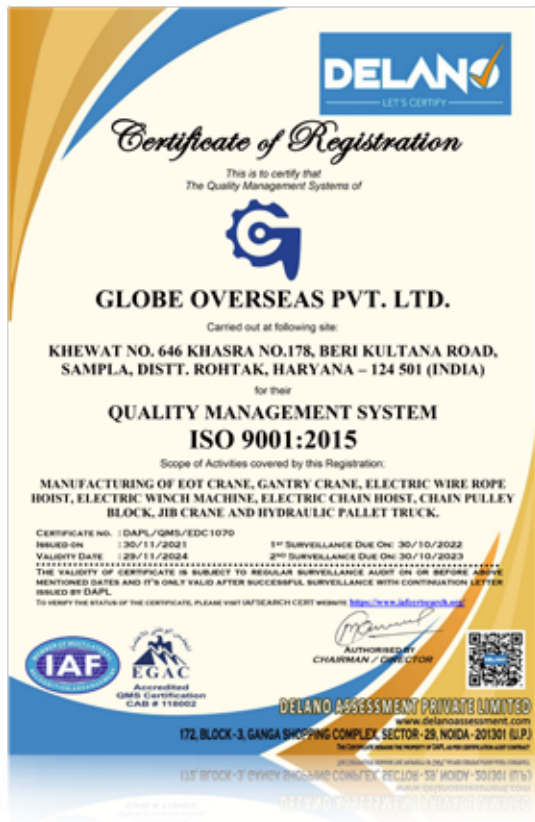 DELANO
LET'S CERTIFY
Certificate of Registration
This is to certify that
The Quality Management Systems of
GLOBE OVERSEAS PVT. LTD.
Carried out at following site:
KHEWAT NO. 646 KHASRA NO.178, BERI KULTANA ROAD,
SAMPLA, DISTT. ROHTAK, HARYANA – 124 501 (INDIA)
for their
QUALITY MANAGEMENT SYSTEM
ISO 9001:2015
Scope of Activities covered by this Registration:
MANUFACTURING OF EOT CRANE, GANTRY CRANE, ELECTRIC WIRE ROPE
HOIST, ELECTRIC WINCH MACHINE, ELECTRIC CHAIN HOIST, CHAIN PULLEY
BLOCK, JIB CRANE AND HYDRAULIC PALLET TRUCK.
CERTIFICATE NO. : DAPL/QMS/EDC1070
ISSUED ON : 30/11/2021 1ST SURVEILLANCE DUE ON: 30/10/2022
VALIDITY DATE : 29/11/2024 2ND SURVEILLANCE DUE ON: 30/10/2023
THE VALIDITY OF CERTIFICATE IS SUBJECT TO REGULAR SURVEILLANCE AUDIT ON OR BEFORE ABOVE
MENTIONED DATES AND IT'S ONLY VALID AFTER SUCCESSFUL SURVEILLANCE WITH CONTINUATION LETTER
ISSUED BY DAPL
TO VERIFY THE STATUS OF THE CERTIFICATE, PLEASE VISIT IAFSEARCH CERT WEBSITE https://www.iafcertsearch.org/
AUTHORISED BY
CHAIRMAN / DIRECTOR
IAF
EGAC
Accredited
QMS Certification
CAB # 118002
DELANO
DELANO ASSESSMENT PRIVATE LIMITED
www.delanoassessment.com
172, BLOCK - 3, GANGA SHOPPING COMPLEX, SECTOR - 29, NOIDA - 201301 (U.P.)